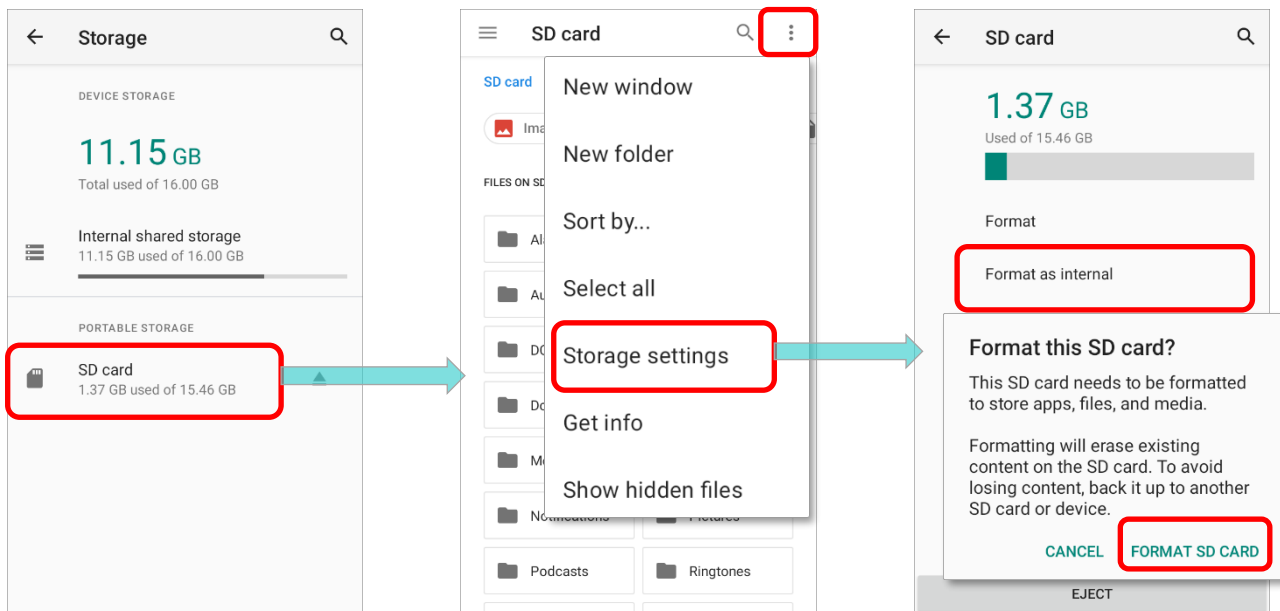 Storage
DEVICE STORAGE
11.15 GB
Total used of 16.00 GB
Internal shared storage
11.15 GB used of 16.00 GB
PORTABLE STORAGE
SD card
1.37 GB used of 15.46 GB
SD card
SD card
FILES ON SD
New window
New folder
Sort by...
Select all
Storage settings
Get info
Show hidden files
Notifications
Pictures
Podcasts
Ringtones
SD card
1.37 GB
Used of 15.46 GB
Format
Format as internal
Format this SD card?
This SD card needs to be formatted
to store apps, files, and media.
Formatting will erase existing
content on the SD card. To avoid
losing content, back it up to another
SD card or device.
CANCEL
FORMAT SD CARD
EJECT